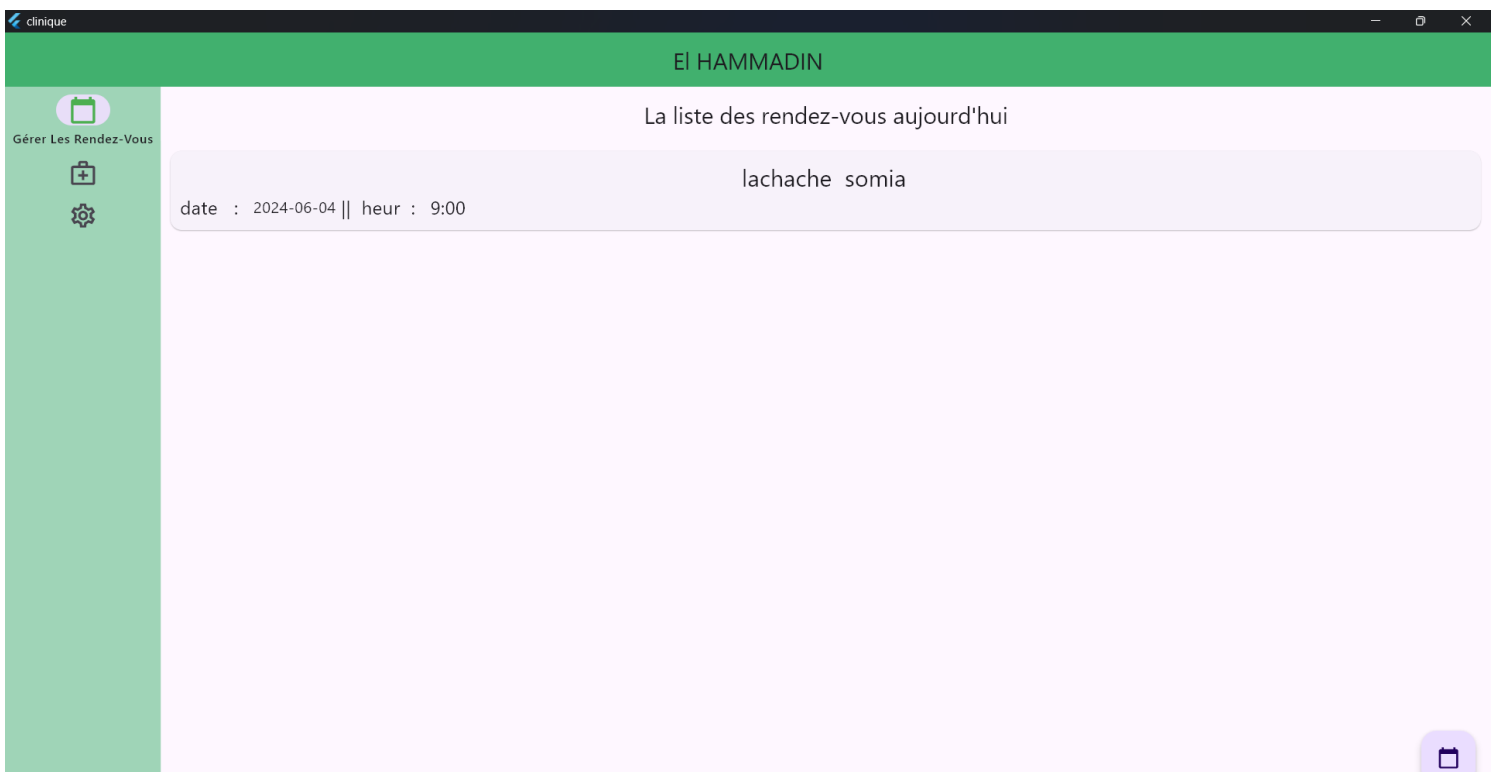 clinique
El HAMMADIN
Gérer Les Rendez-Vous
La liste des rendez-vous aujourd'hui
lachache somia
date : 2024-06-04 || heur : 9:00